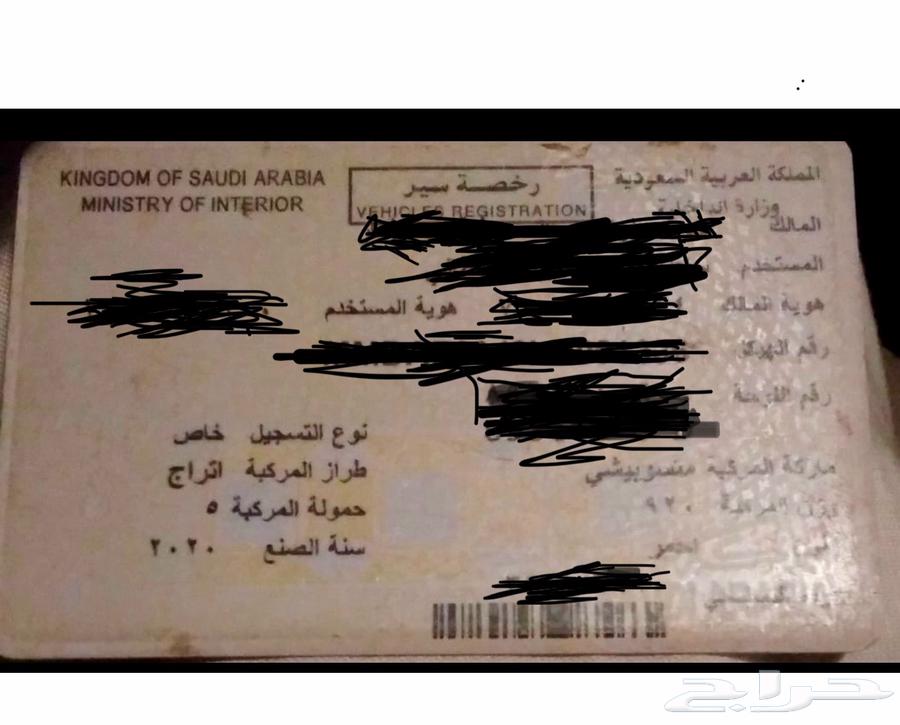 KINGDOM OF SAUDI ARABIA
MINISTRY OF INTERIOR
رخصة سير
VEHICLES REGISTRATION
المملكة العربية السعودية
وزارة الداخلية
المالك
المستخدم
هوية المالك
هوية المستخدم
رقم الهيكل
رقم
نوع التسجيل خاص
ماركة المركبة متسوبيشي
طراز المركبة اتراج
وزن المركبة ٩٢٠
حمولة المركبة ٥
احمر
سنة الصنع ٢٠٢٠
حراج